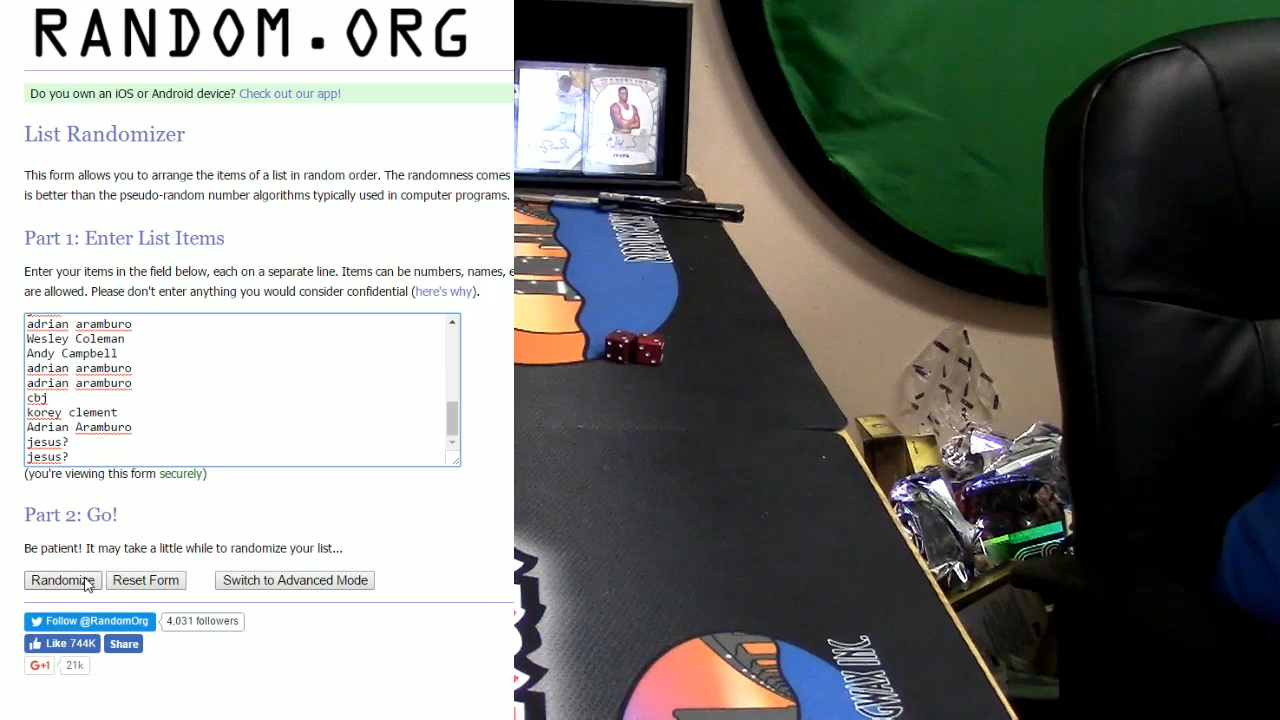 RANDOM.ORG
Do you own an iOS or Android device? Check out our app!
List Randomizer
This form allows you to arrange the items of a list in random order. The randomness comes
is better than the pseudo-random number algorithms typically used in computer programs.
Part 1: Enter List Items
Enter your items in the field below, each on a separate line. Items can be numbers, names, e
are allowed. Please don't enter anything you would consider confidential (here's why).
adrian aramburo
Wesley Coleman
Andy Campbell
adrian aramburo
adrian aramburo
cbj
korey clement
Adrian Aramburo
jesus?
jesus?
(you're viewing this form securely)
Part 2: Go!
Be patient! It may take a little while to randomize your list...
Randomize Reset Form Switch to Advanced Mode
Follow @RandomOrg 4,031 followers
Like 744K Share
G+1 21k
GWAX INC.